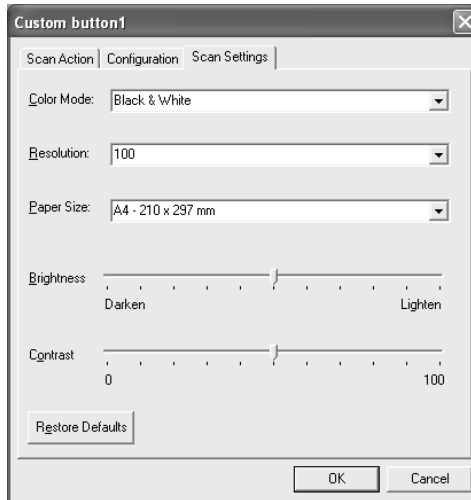 Custom button1
Scan Action Configuration Scan Settings
Color Mode: Black & White
Resolution: 100
Paper Size: A4 - 210 x 297 mm
Brightness
Darken Lighten
Contrast
0 100
Restore Defaults
OK Cancel